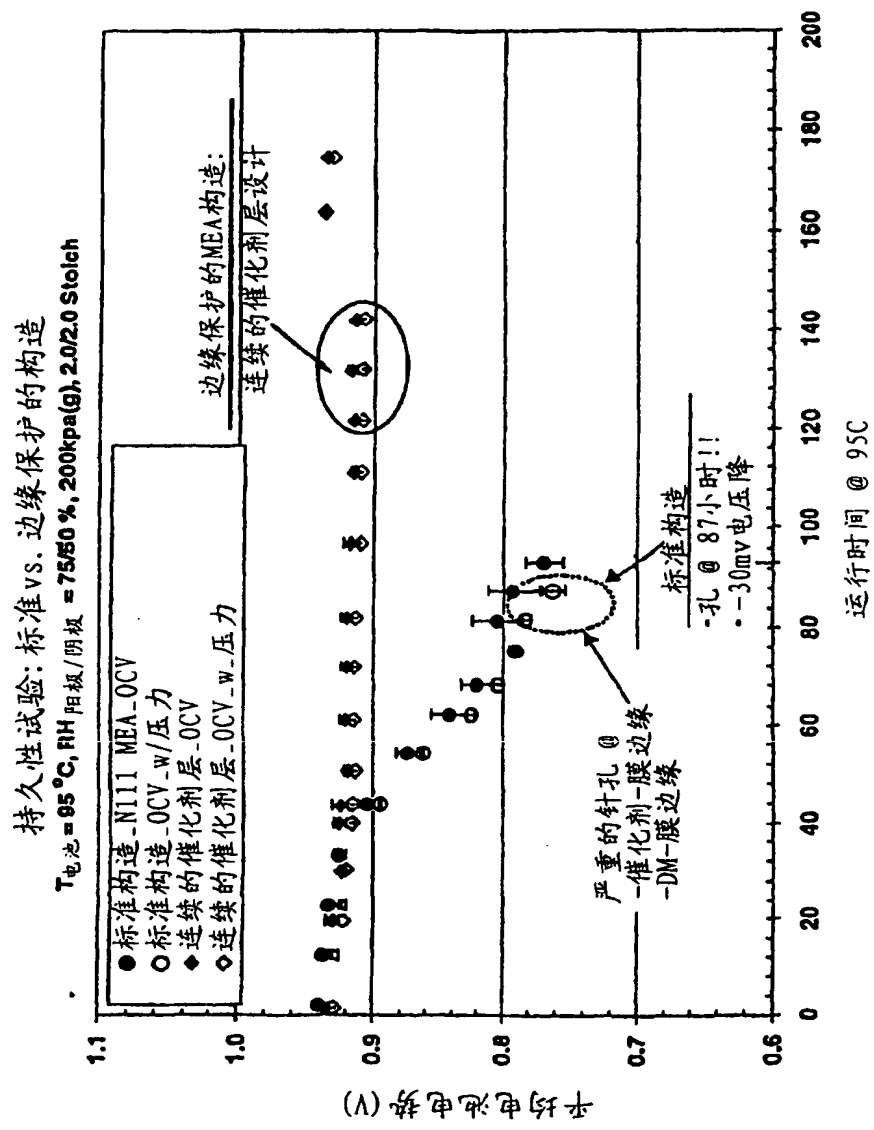 持久性试验: 标准vs. 边缘保护的构造
T电池 = 95 °C, RH 阳极/阴极 = 75/50 %, 200kpa(g), 2.0/2.0 Stoich
● 标准构造_N111 MEA_OCV
○ 标准构造_OCV_w/压力
◆ 连续的催化剂层_OCV
◇ 连续的催化剂层_OCV_w_压力
边缘保护的MEA构造:
连续的催化剂层设计
标准构造
·孔 @ 87小时!!
·-30mv电压降
严重的针孔 @
-催化剂-膜边缘
-DM-膜边缘
平均电池电势 (V)
1.1
1.0
0.9
0.8
0.7
0.6
0
20
40
60
80
100
120
140
160
180
200
运行时间 @ 95C